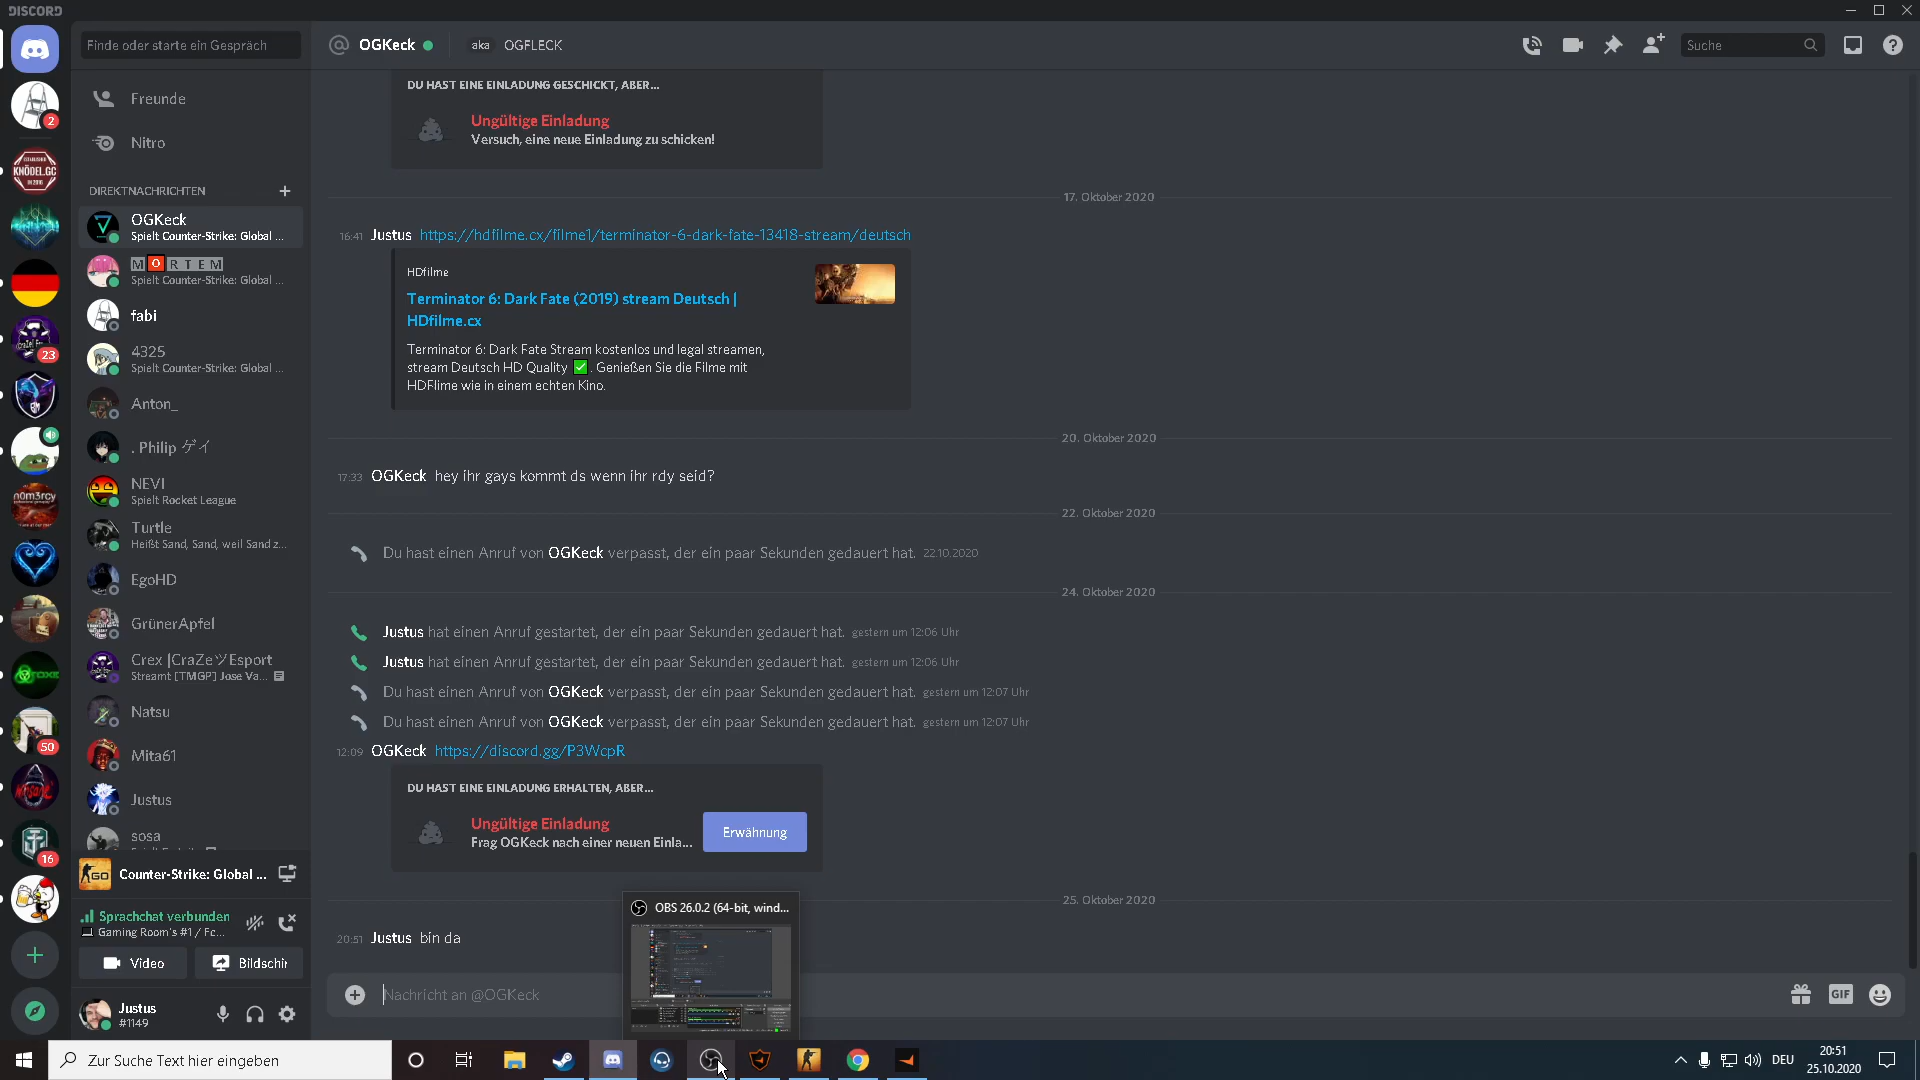 DISCORD
Finde oder starte ein Gespräch
OGKeck
aka OGFLECK
Suche
Freunde
Nitro
DIREKTNACHRICHTEN
OGKeck
Spielt Counter-Strike: Global ...
M O R T E M
Spielt Counter-Strike: Global ...
fabi
4325
Spielt Counter-Strike: Global ...
Anton_
. Philip ゲイ
NEVI
Spielt Rocket League
Turtle
Heißt Sand, Sand, weil Sand z...
EgoHD
GrünerApfel
Crex |CraZeツEsport
Streamt [TMGP] Jose Va...
Natsu
Mita61
Justus
sosa
2
KNÖDEL.GC
23
n0m3rcy
50
16
Counter-Strike: Global ...
Sprachchat verbunden
Gaming Room's #1 / Fc...
Video
Bildschir
Justus
#1149
DU HAST EINE EINLADUNG GESCHICKT, ABER...
Ungültige Einladung
Versuch, eine neue Einladung zu schicken!
17. Oktober 2020
16:41 Justus https://hdfilme.cx/filme1/terminator-6-dark-fate-13418-stream/deutsch
HDfilme
Terminator 6: Dark Fate (2019) stream Deutsch |
HDfilme.cx
Terminator 6: Dark Fate Stream kostenlos und legal streamen,
stream Deutsch HD Quality ✅. Genießen Sie die Filme mit
HDFlime wie in einem echten Kino.
20. Oktober 2020
17:33 OGKeck hey ihr gays kommt ds wenn ihr rdy seid?
22. Oktober 2020
Du hast einen Anruf von OGKeck verpasst, der ein paar Sekunden gedauert hat. 22.10.2020
24. Oktober 2020
Justus hat einen Anruf gestartet, der ein paar Sekunden gedauert hat. gestern um 12:06 Uhr
Justus hat einen Anruf gestartet, der ein paar Sekunden gedauert hat. gestern um 12:06 Uhr
Du hast einen Anruf von OGKeck verpasst, der ein paar Sekunden gedauert hat. gestern um 12:07 Uhr
Du hast einen Anruf von OGKeck verpasst, der ein paar Sekunden gedauert hat. gestern um 12:07 Uhr
12:09 OGKeck https://discord.gg/P3WcpR
DU HAST EINE EINLADUNG ERHALTEN, ABER...
Ungültige Einladung
Frag OGKeck nach einer neuen Einla...
Erwähnung
25. Oktober 2020
20:51 Justus bin da
OBS 26.0.2 (64-bit, wind...
Nachricht an @OGKeck
GIF
Zur Suche Text hier eingeben
DEU
20:51
25.10.2020